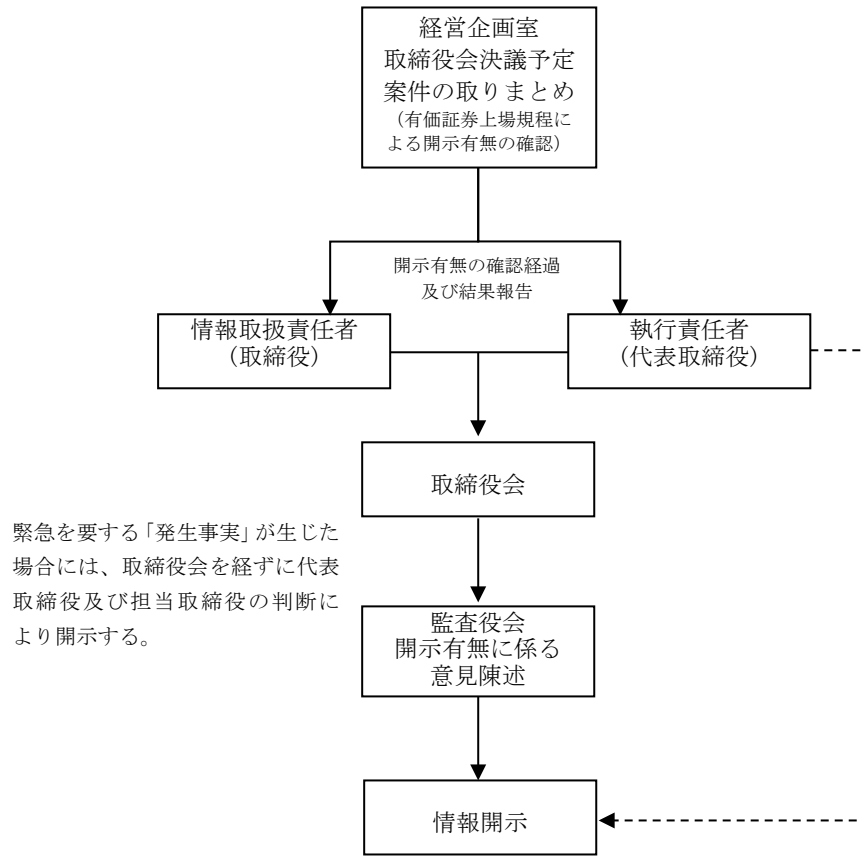 経営企画室
取締役会決議予定
案件の取りまとめ
（有価証券上場規程に
よる開示有無の確認）
開示有無の確認経過
及び結果報告
情報取扱責任者
（取締役）
執行責任者
（代表取締役）
取締役会
緊急を要する「発生事実」が生じた
場合には、取締役会を経ずに代表
取締役及び担当取締役の判断に
より開示する。
監査役会
開示有無に係る
意見陳述
情報開示